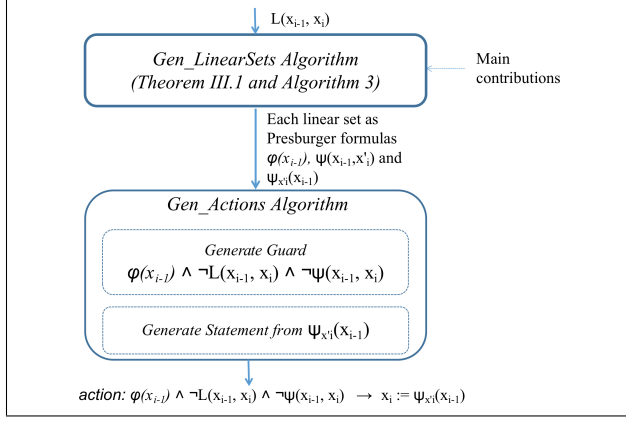 L(xᵢ₋₁, xᵢ)
Gen_LinearSets Algorithm
(Theorem III.1 and Algorithm 3)
Main
contributions
Each linear set as
Presburger formulas
φ(xᵢ₋₁), ψ(xᵢ₋₁,x'ᵢ) and
ψₓ'ᵢ(xᵢ₋₁)
Gen_Actions Algorithm
Generate Guard
φ(xᵢ₋₁) ∧ ¬L(xᵢ₋₁, xᵢ) ∧ ¬ψ(xᵢ₋₁, xᵢ)
Generate Statement from ψₓ'ᵢ(xᵢ₋₁)
action: φ(xᵢ₋₁) ∧ ¬L(xᵢ₋₁, xᵢ) ∧ ¬ψ(xᵢ₋₁, xᵢ) → xᵢ := ψₓ'ᵢ(xᵢ₋₁)